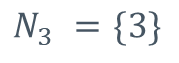 N₃ = {3}